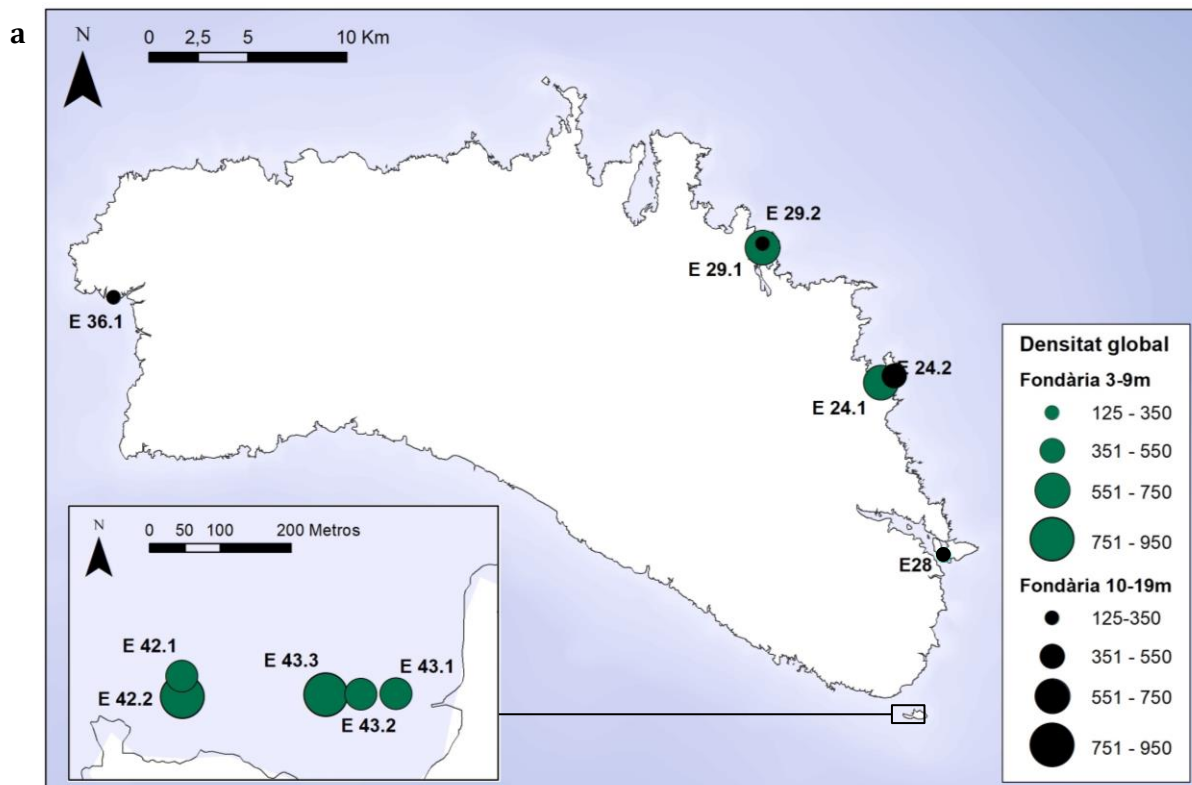 a
N
0 2,5 5 10 Km
E 29.2
E 29.1
E 36.1
E 24.2
E 24.1
E28
N
0 50 100 200 Metros
E 42.1
E 42.2
E 43.3
E 43.1
E 43.2
Densitat global
Fondària 3-9m
125 - 350
351 - 550
551 - 750
751 - 950
Fondària 10-19m
125-350
351 - 550
551 - 750
751 - 950